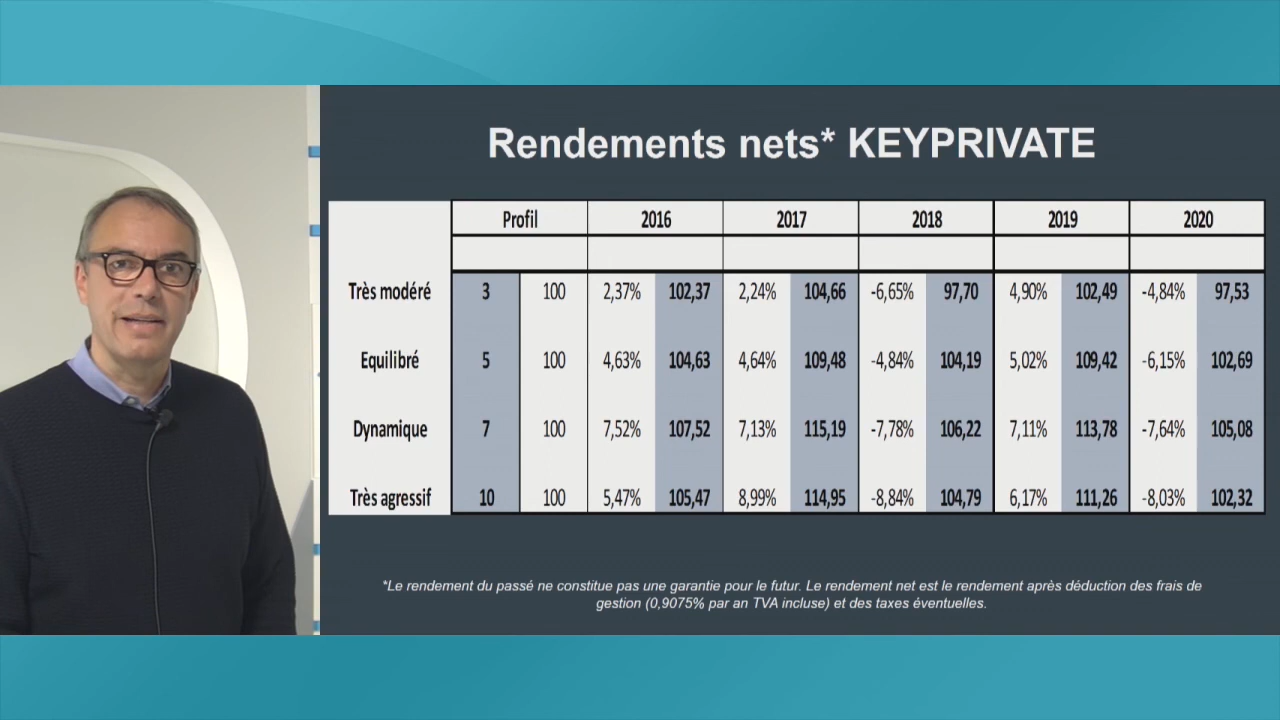 Rendements nets* KEYPRIVATE
Profil 2016 2017 2018 2019 2020
Très modéré 3 100 2,37% 102,37 2,24% 104,66 -6,65% 97,70 4,90% 102,49 -4,84% 97,53
Equilibré 5 100 4,63% 104,63 4,64% 109,48 -4,84% 104,19 5,02% 109,42 -6,15% 102,69
Dynamique 7 100 7,52% 107,52 7,13% 115,19 -7,78% 106,22 7,11% 113,78 -7,64% 105,08
Très agressif 10 100 5,47% 105,47 8,99% 114,95 -8,84% 104,79 6,17% 111,26 -8,03% 102,32
*Le rendement du passé ne constitue pas une garantie pour le futur. Le rendement net est le rendement après déduction des frais de
gestion (0,9075% par an TVA incluse) et des taxes éventuelles.